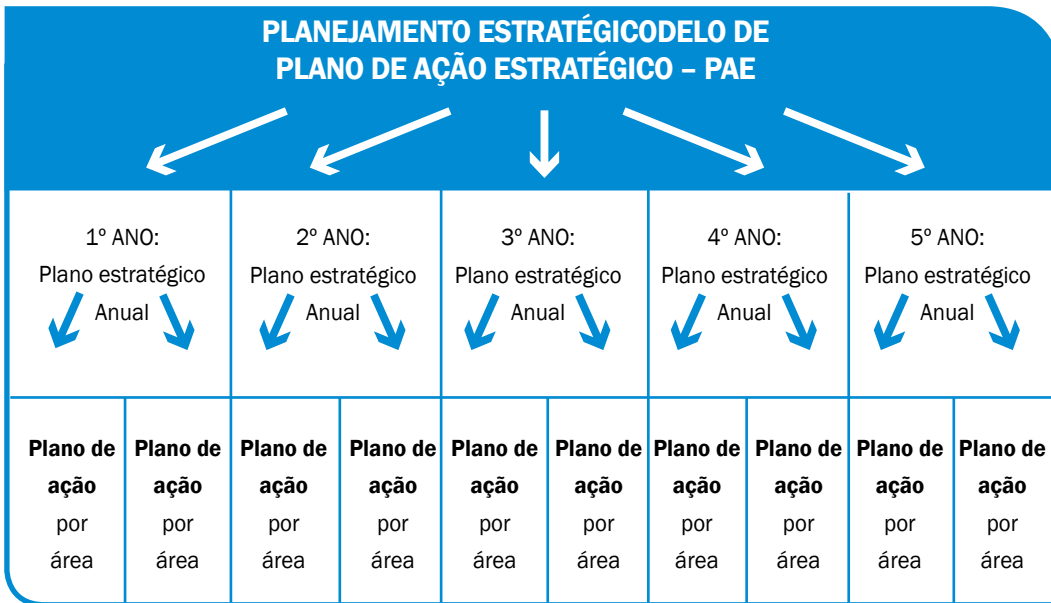 PLANEJAMENTO ESTRATÉGICODELO DE
PLANO DE AÇÃO ESTRATÉGICO – PAE
1º ANO:
Plano estratégico
Anual
2º ANO:
Plano estratégico
Anual
3º ANO:
Plano estratégico
Anual
4º ANO:
Plano estratégico
Anual
5º ANO:
Plano estratégico
Anual
Plano de
ação
por
área
Plano de
ação
por
área
Plano de
ação
por
área
Plano de
ação
por
área
Plano de
ação
por
área
Plano de
ação
por
área
Plano de
ação
por
área
Plano de
ação
por
área
Plano de
ação
por
área
Plano de
ação
por
área